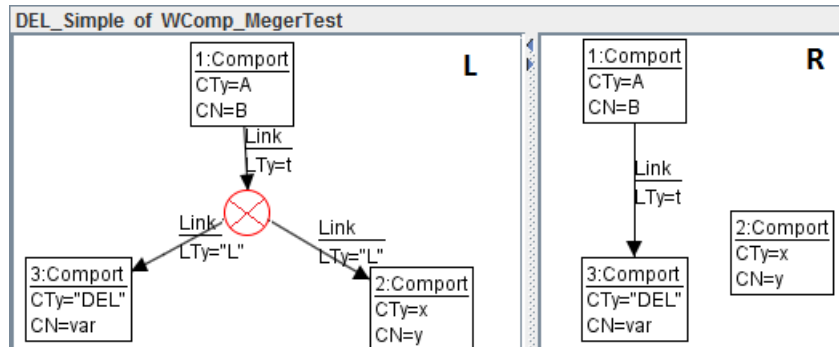 DEL_Simple of WComp_MegerTest
L
1:Comport
CTy=A
CN=B
Link
LTy=t
Link
LTy="L"
Link
LTy="L"
3:Comport
CTy="DEL"
CN=var
2:Comport
CTy=x
CN=y
R
1:Comport
CTy=A
CN=B
Link
LTy=t
2:Comport
CTy=x
CN=y
3:Comport
CTy="DEL"
CN=var